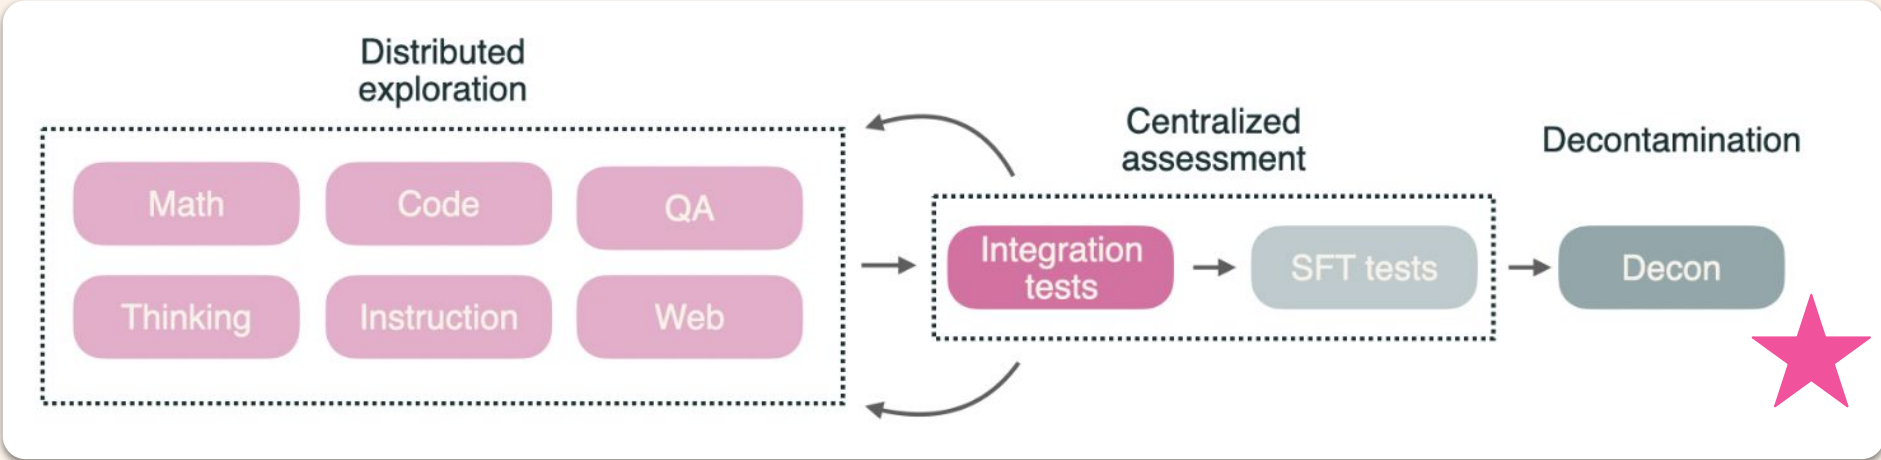 Distributed
exploration
Math
Code
QA
Thinking
Instruction
Web
Centralized
assessment
Integration
tests
SFT tests
Decontamination
Decon